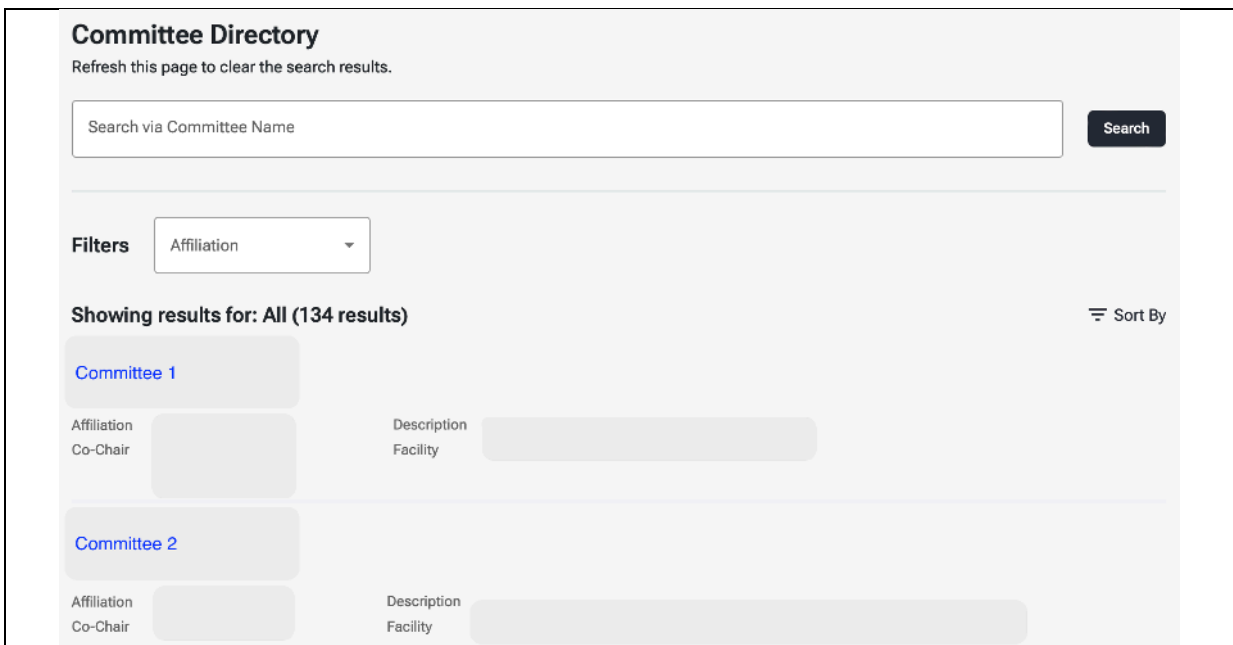 Committee Directory
Refresh this page to clear the search results.
Search via Committee Name
Search
Filters
Affiliation
Showing results for: All (134 results)
Sort By
Committee 1
Affiliation
Description
Co-Chair
Facility
Committee 2
Affiliation
Description
Co-Chair
Facility